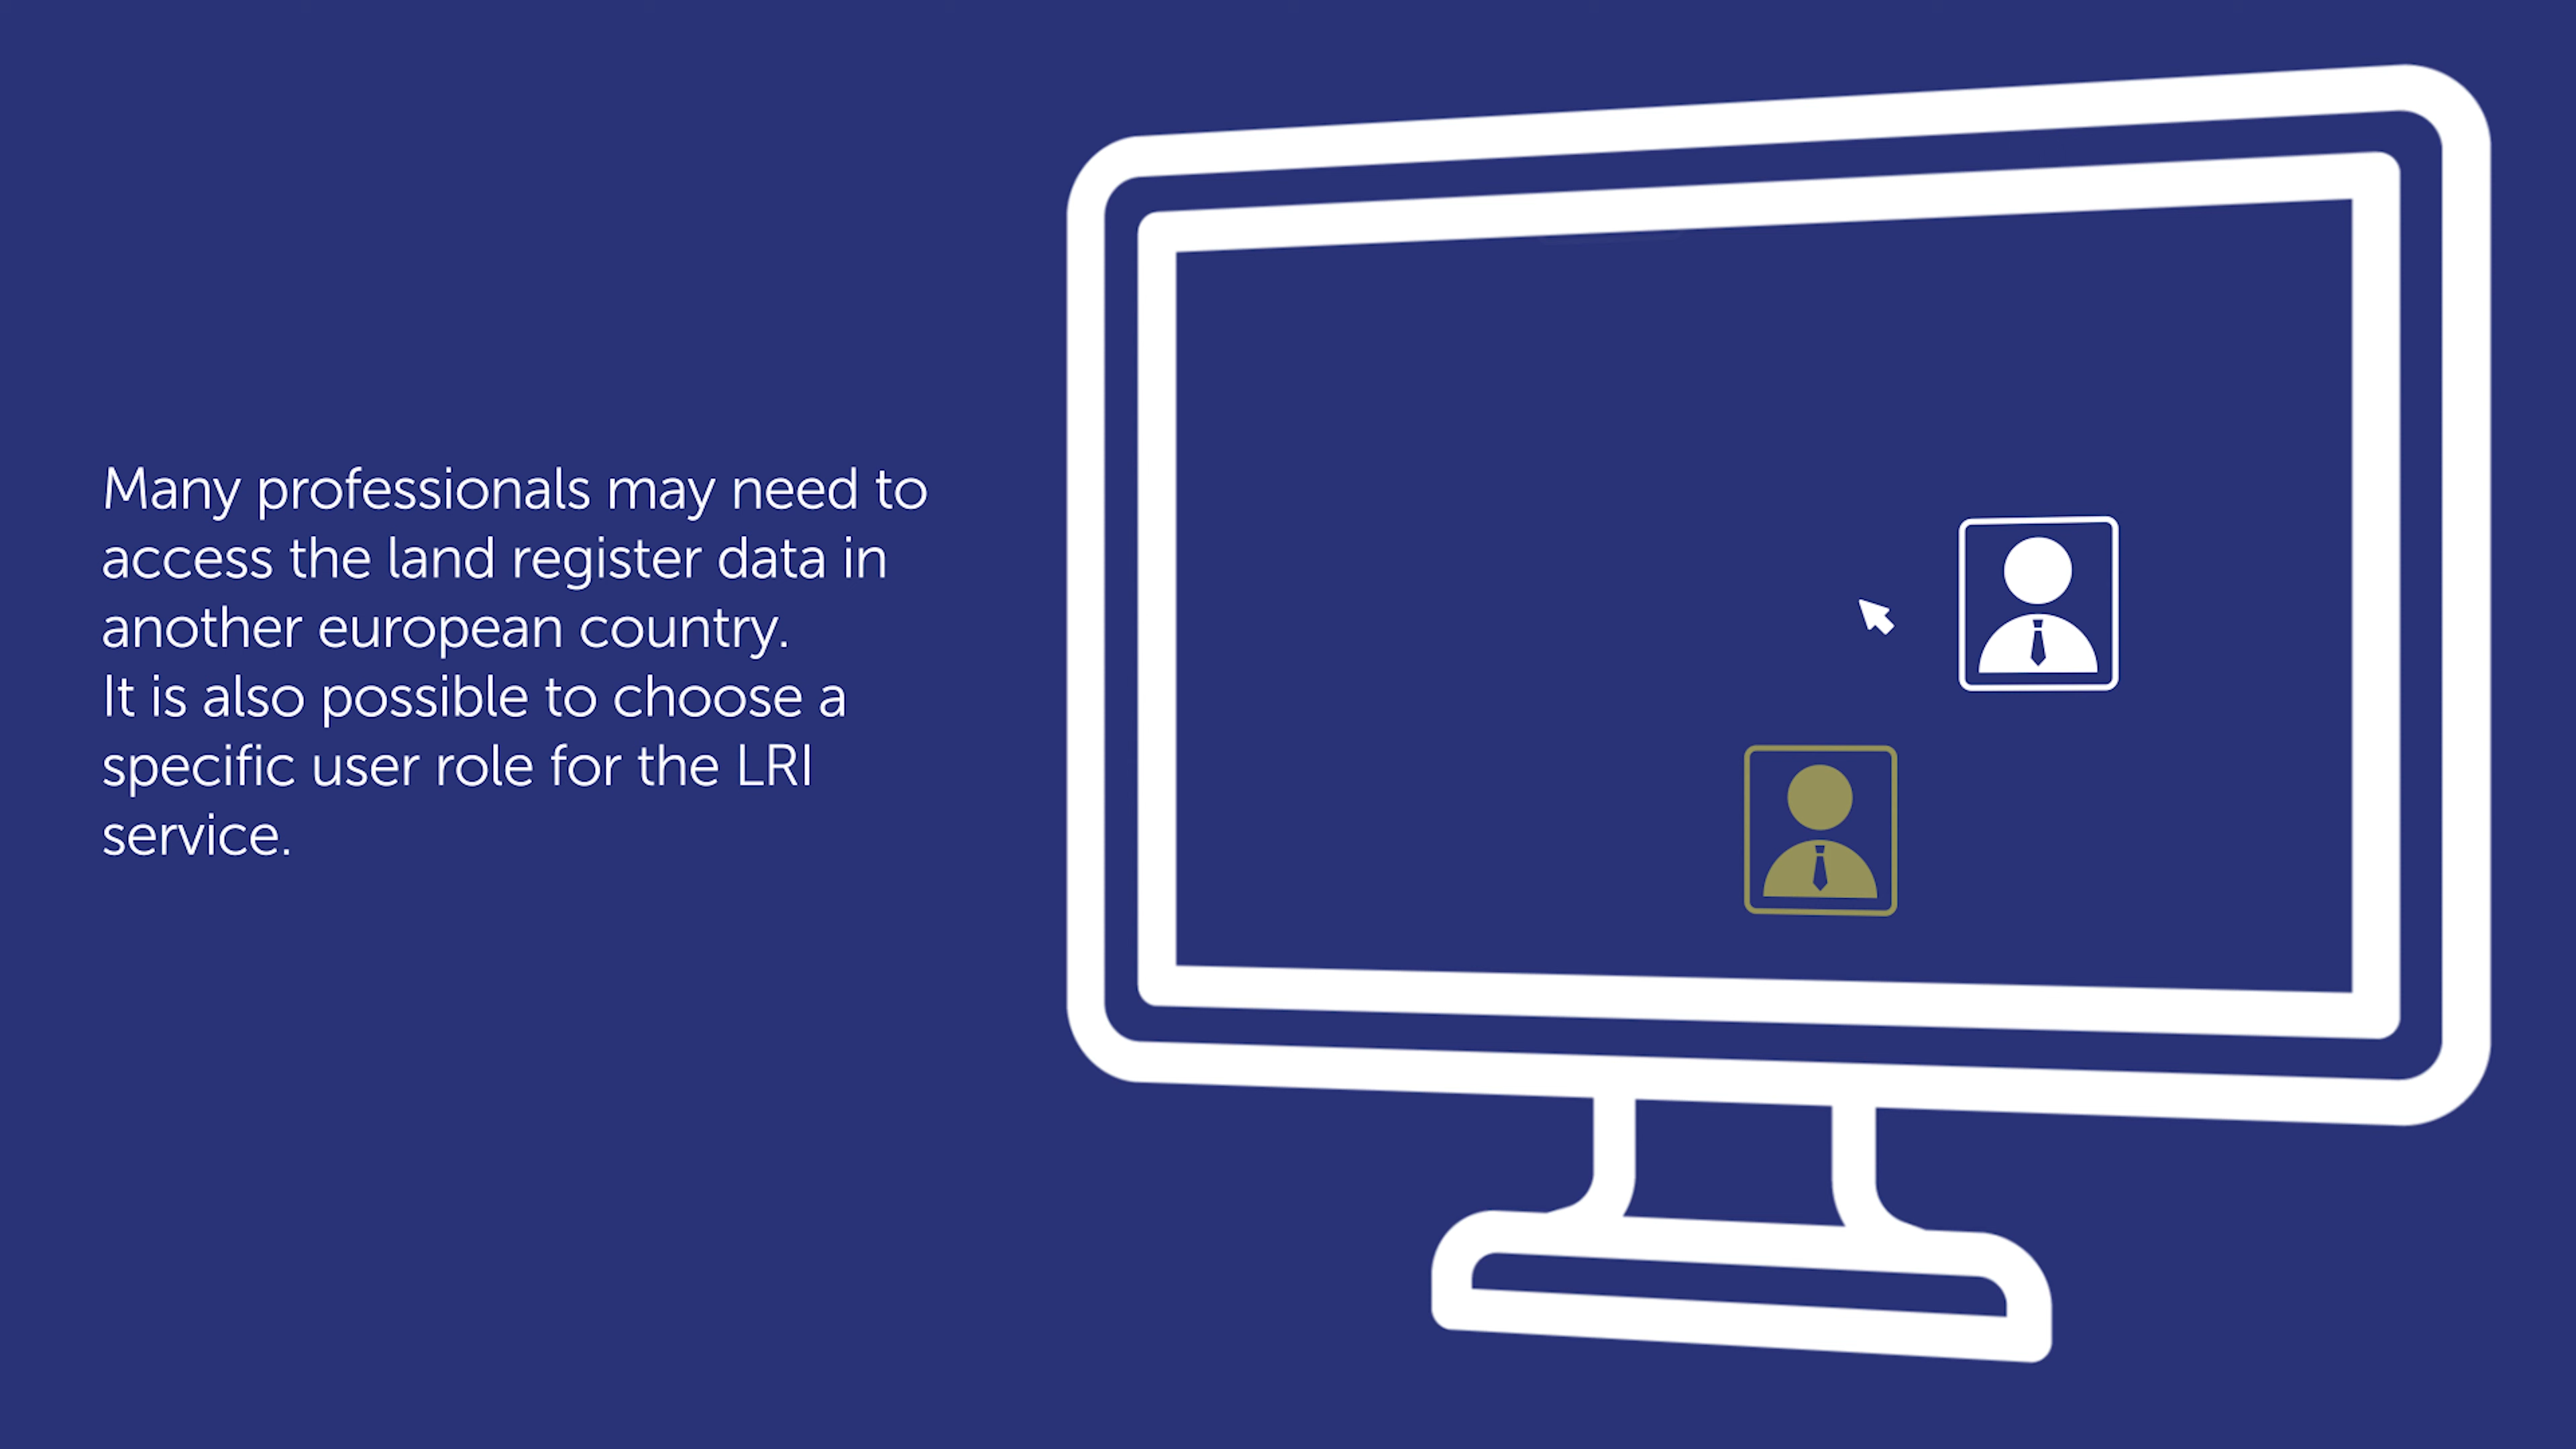 Many professionals may need to
access the land register data in
another european country.
It is also possible to choose a
specific user role for the LRI
service.